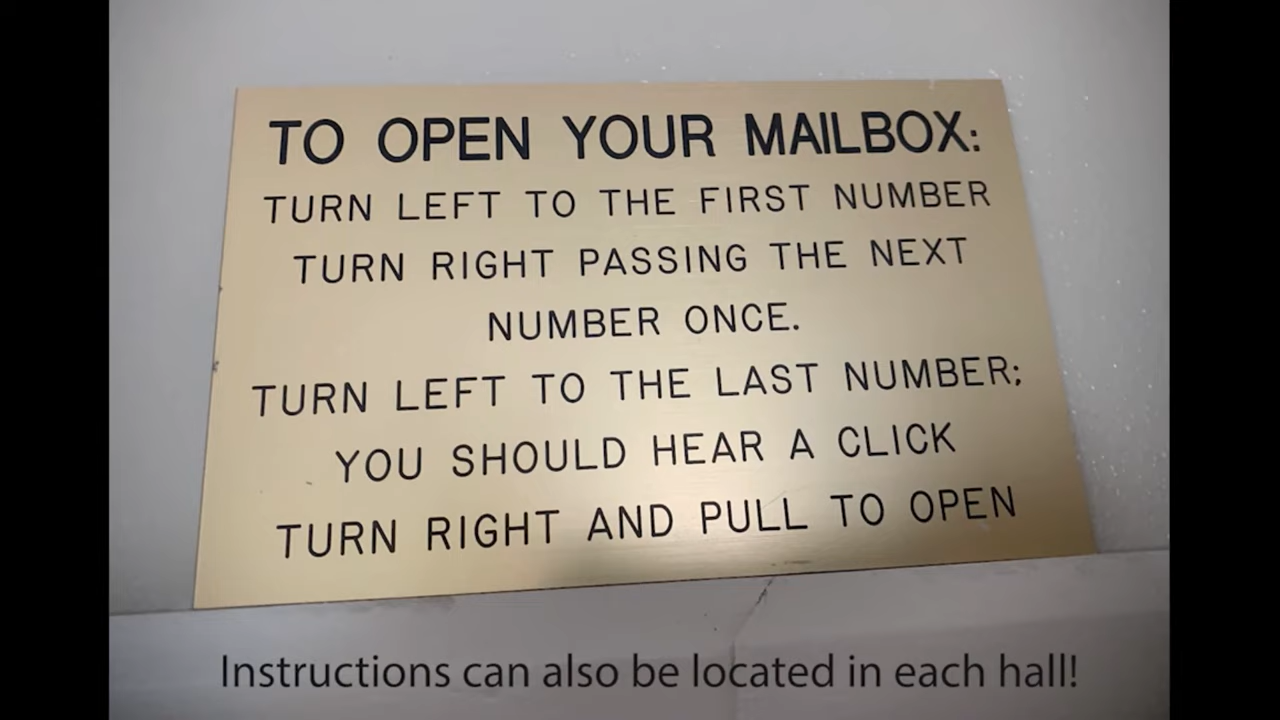 TO OPEN YOUR MAILBOX:
TURN LEFT TO THE FIRST NUMBER
TURN RIGHT PASSING THE NEXT
NUMBER ONCE.
TURN LEFT TO THE LAST NUMBER;
YOU SHOULD HEAR A CLICK
TURN RIGHT AND PULL TO OPEN
Instructions can also be located in each hall!